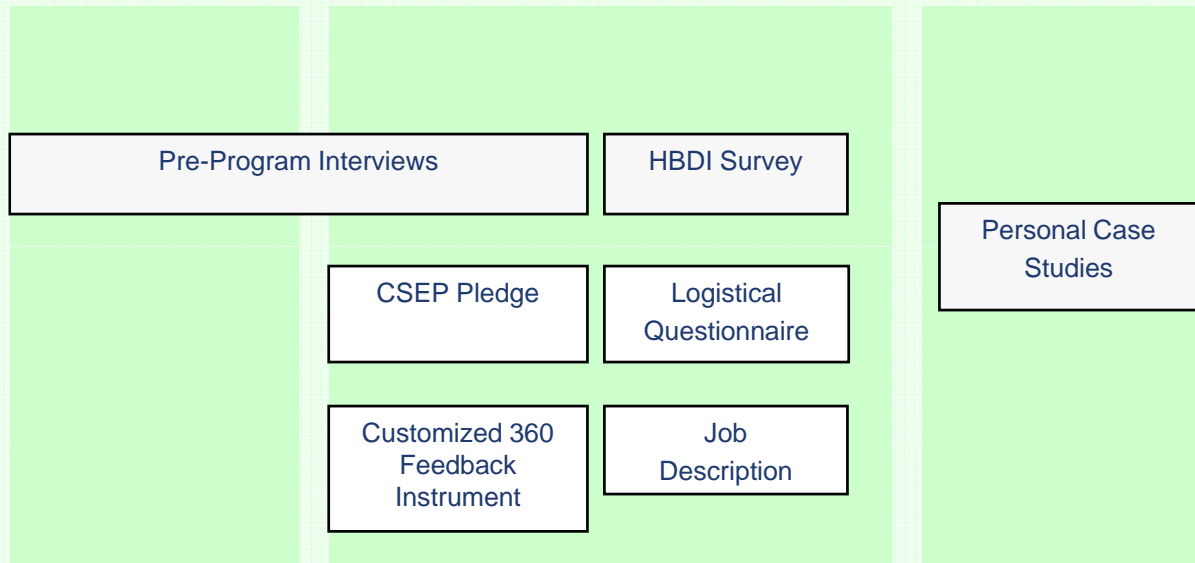 Pre-Program Interviews
HBDI Survey
Personal Case
Studies
CSEP Pledge
Logistical
Questionnaire
Customized 360
Feedback
Instrument
Job
Description